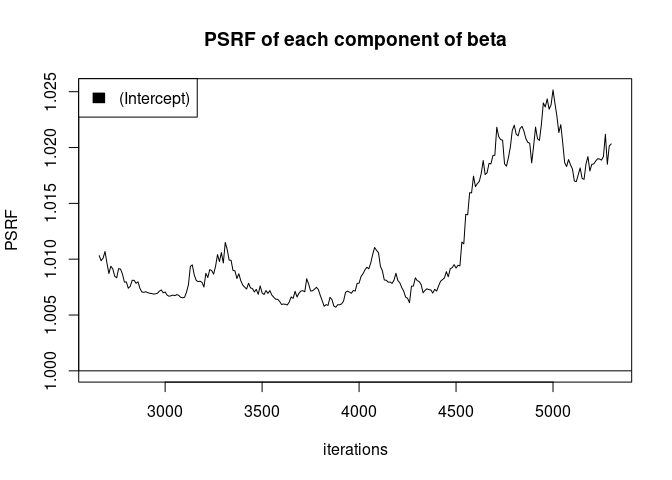 PSRF of each component of beta
(Intercept)
PSRF
1.025
1.020
1.015
1.010
1.005
1.000
3000 3500 4000 4500 5000
iterations